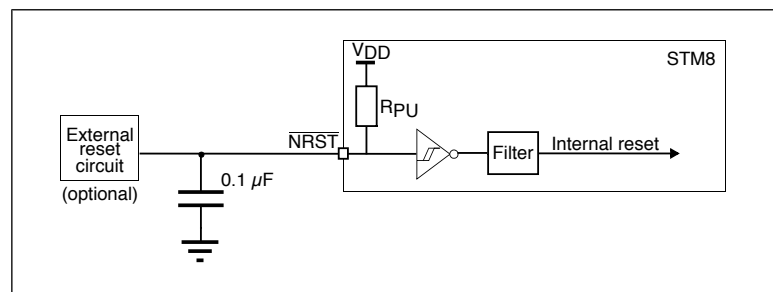 VDD
STM8
RPU
External
reset
circuit
(optional)
NRST
0.1 µF
Filter
Internal reset